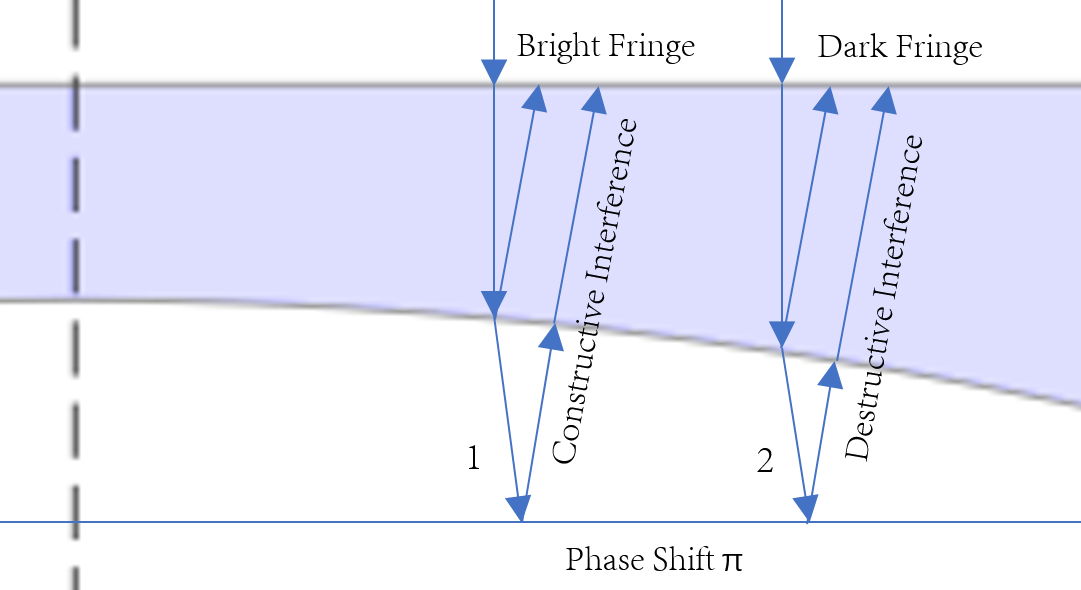 Bright Fringe
Dark Fringe
Constructive Interference
Destructive Interference
1
2
Phase Shift π